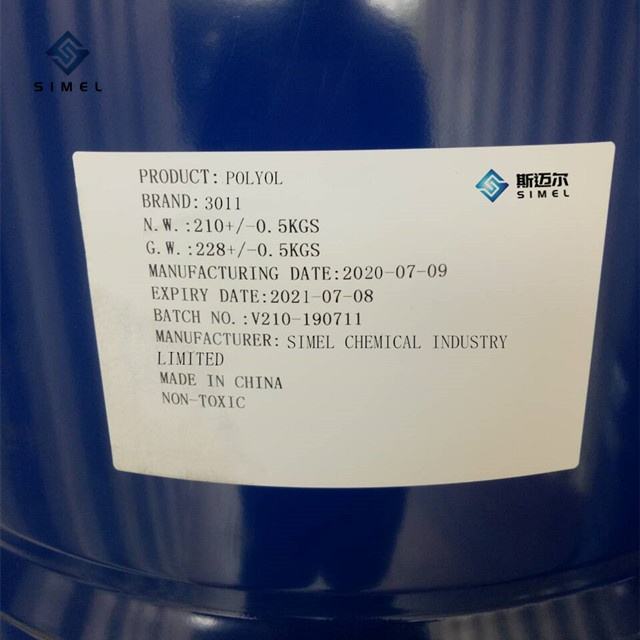 SIMEL
斯迈尔
SIMEL
PRODUCT: POLYOL
BRAND: 3011
N.W.:210+/-0.5KGS
G.W.:228+/-0.5KGS
MANUFACTURING DATE:2020-07-09
EXPIRY DATE:2021-07-08
BATCH NO.:V210-190711
MANUFACTURER: SIMEL CHEMICAL INDUSTRY
LIMITED
MADE IN CHINA
NON-TOXIC